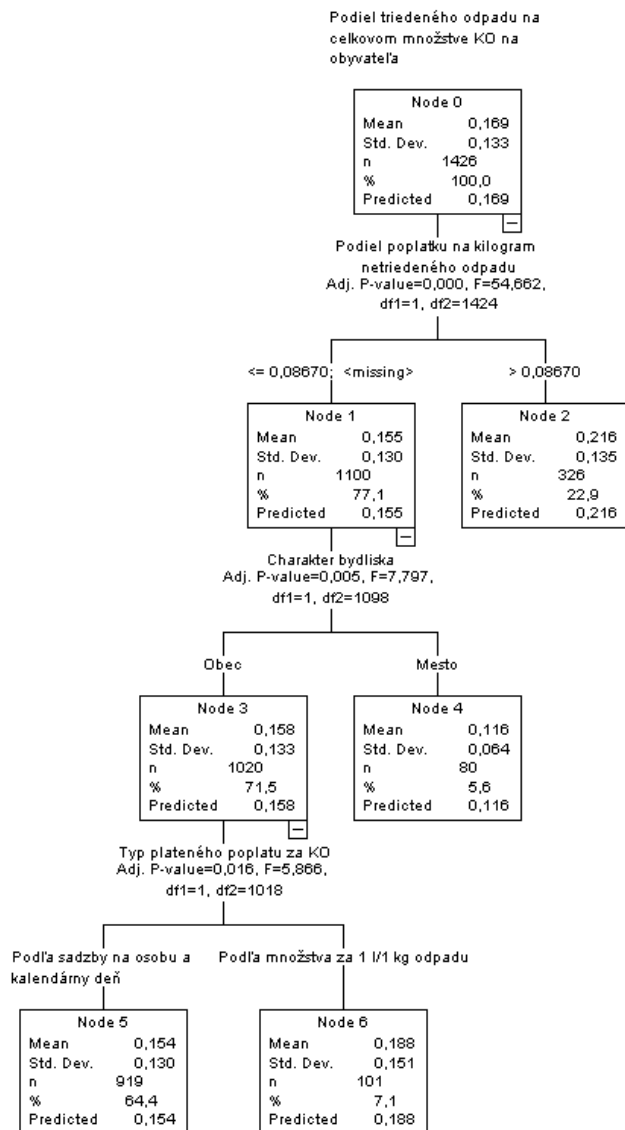 Podiel triedeného odpadu na
celkovom množstve KO na
obyvateľa
Node 0
Mean 0,169
Std. Dev. 0,133
n 1426
% 100,0
Predicted 0,169
Podiel poplatku na kilogram
netriedeného odpadu
Adj. P-value=0,000, F=54,662,
df1=1, df2=1424
<= 0,08670; <missing>
> 0,08670
Node 1
Mean 0,155
Std. Dev. 0,130
n 1100
% 77,1
Predicted 0,155
Node 2
Mean 0,216
Std. Dev. 0,135
n 326
% 22,9
Predicted 0,216
Charakter bydliska
Adj. P-value=0,005, F=7,797,
df1=1, df2=1098
Obec
Mesto
Node 3
Mean 0,158
Std. Dev. 0,133
n 1020
% 71,5
Predicted 0,158
Node 4
Mean 0,116
Std. Dev. 0,064
n 80
% 5,6
Predicted 0,116
Typ plateného poplatu za KO
Adj. P-value=0,016, F=5,866,
df1=1, df2=1018
Podľa sadzby na osobu a
kalendárny deň
Podľa množstva za 1 l/1 kg odpadu
Node 5
Mean 0,154
Std. Dev. 0,130
n 919
% 64,4
Predicted 0,154
Node 6
Mean 0,188
Std. Dev. 0,151
n 101
% 7,1
Predicted 0,188